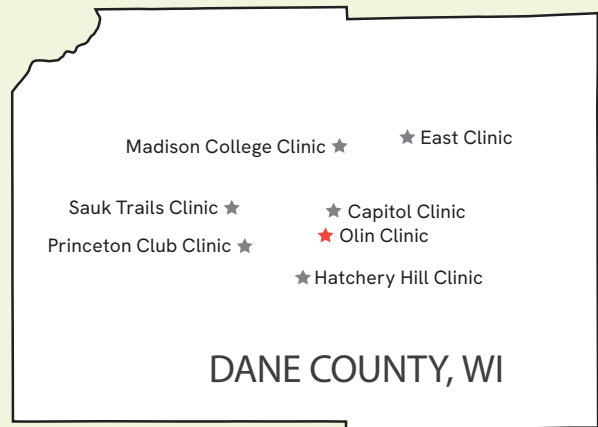 East Clinic
Madison College Clinic
Sauk Trails Clinic
Capitol Clinic
Olin Clinic
Princeton Club Clinic
Hatchery Hill Clinic
DANE COUNTY, WI